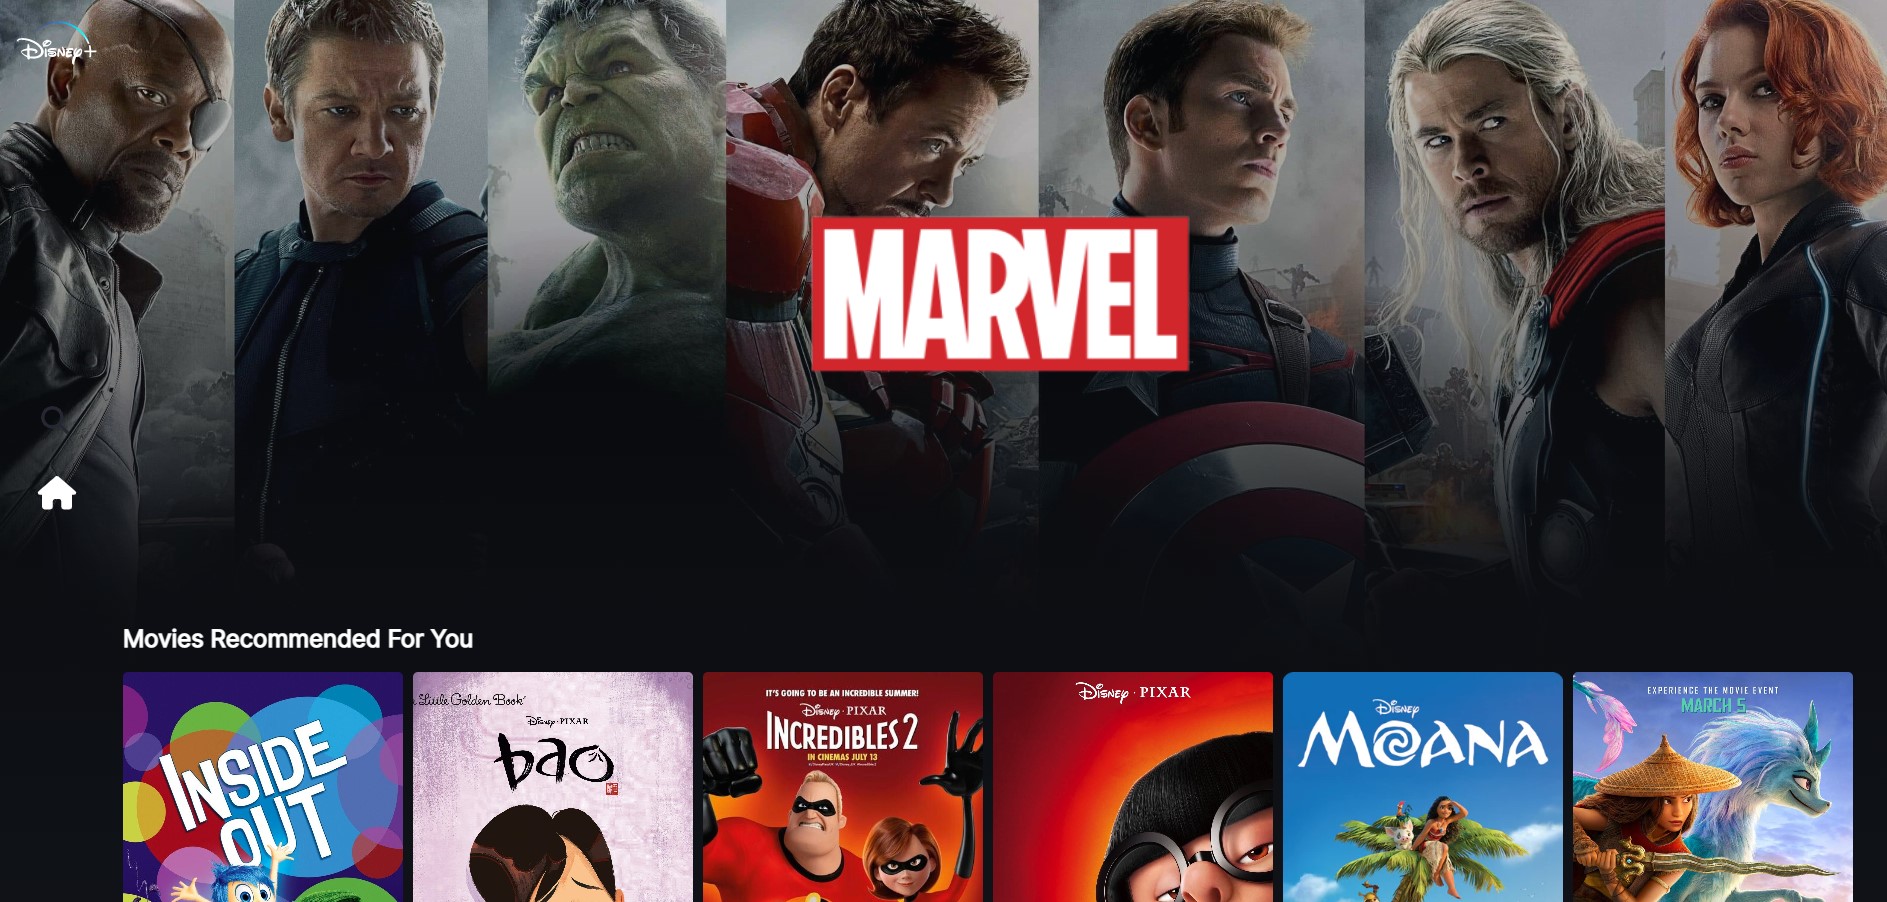 Disney+
MARVEL
Movies Recommended For You
INSIDE
OUT
Little Golden Book
Disney · PIXAR
bao
IT'S GOING TO BE AN INCREDIBLE SUMMER!
Disney · PIXAR
INCREDIBLES 2
IN CINEMAS JULY 13
Disney · PIXAR
Disney
MOANA
EXPERIENCE THE MOVIE EVENT
MARCH 5